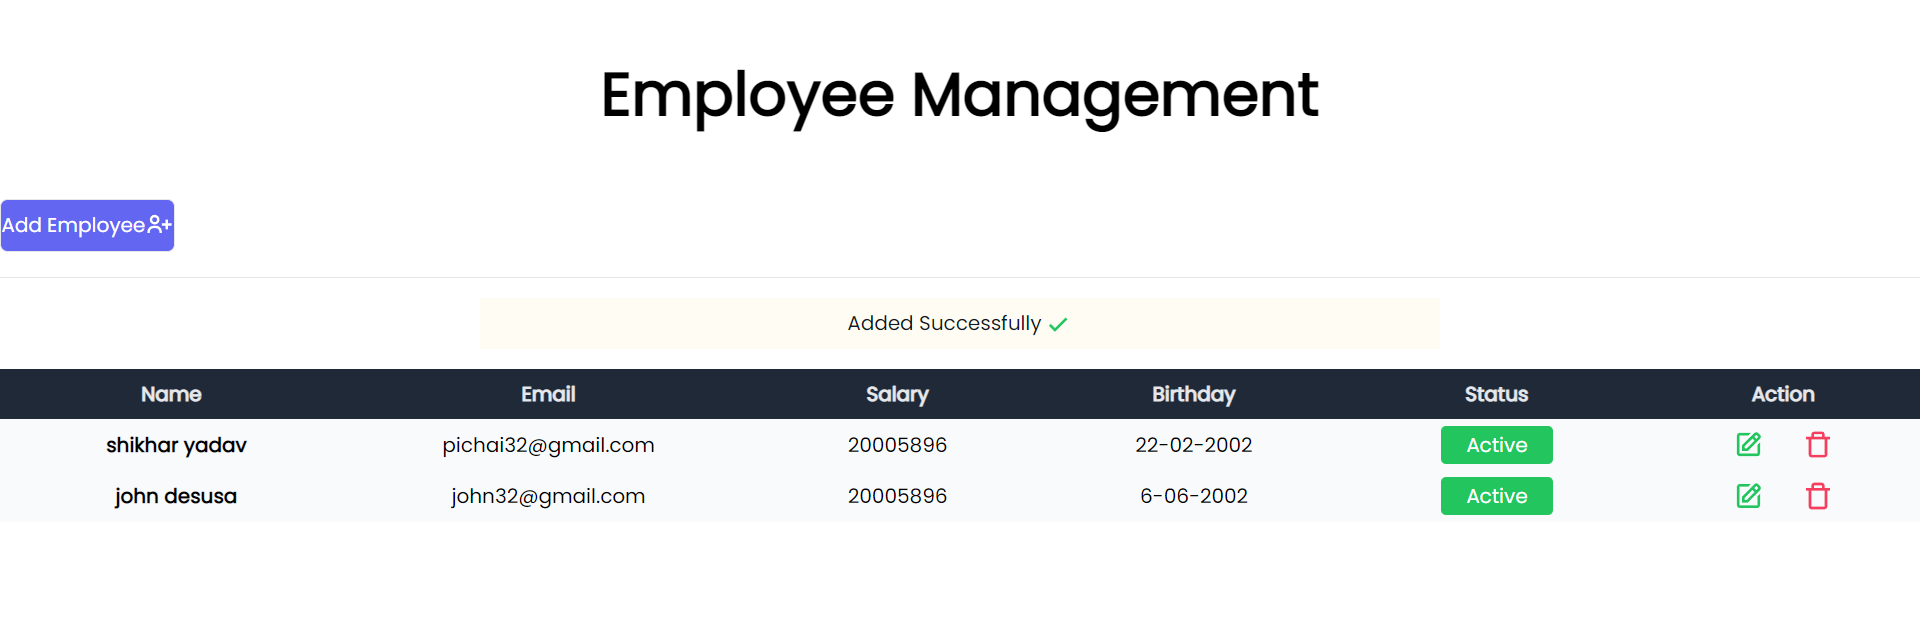 Employee Management
Add Employee
Added Successfully
Name Email Salary Birthday Status Action
shikhar yadav pichai32@gmail.com 20005896 22-02-2002 Active
john desusa john32@gmail.com 20005896 6-06-2002 Active